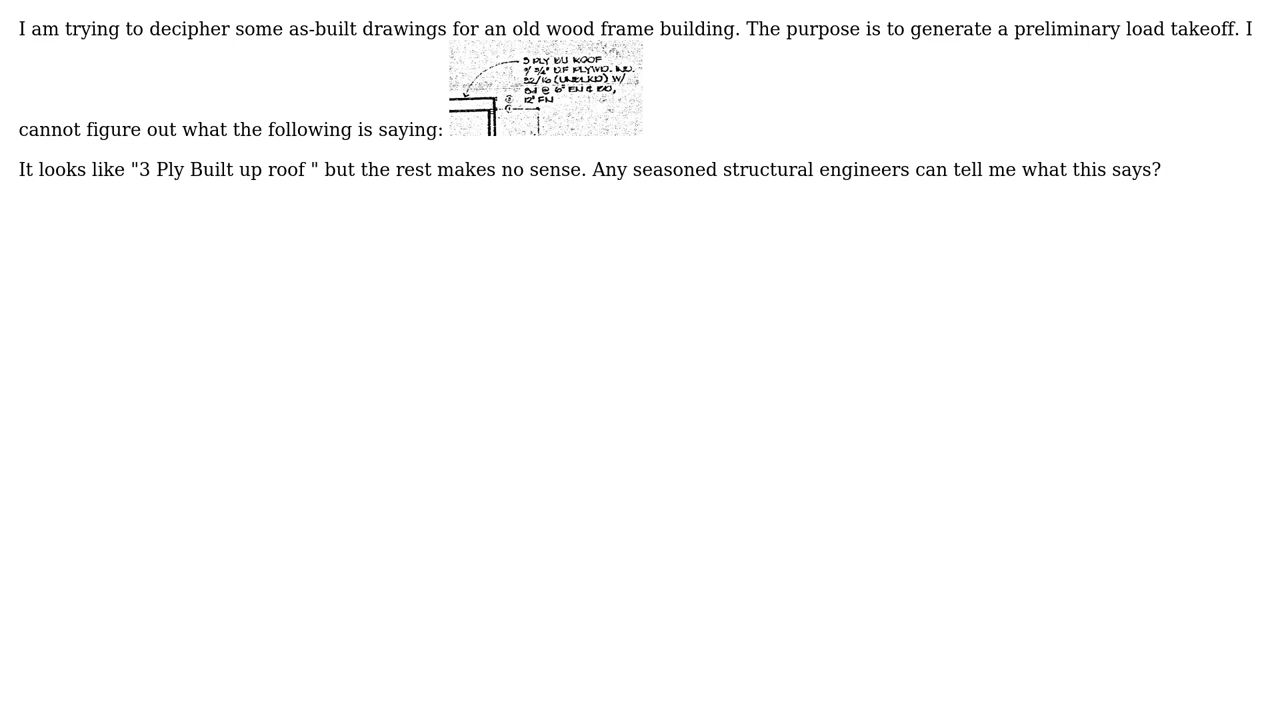 I am trying to decipher some as-built drawings for an old wood frame building. The purpose is to generate a preliminary load takeoff. I
cannot figure out what the following is saying:
3 PLY BU ROOF
3/4" DF PLYWD.
32/16 (UNBLKD) W/
8d @ 6" EN & BD,
12" FN
It looks like "3 Ply Built up roof " but the rest makes no sense. Any seasoned structural engineers can tell me what this says?